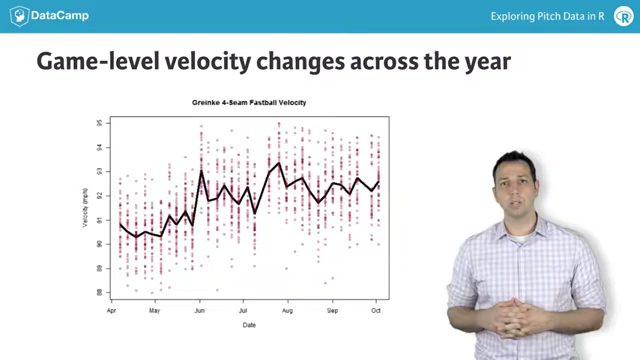 DataCamp
Exploring Pitch Data in R
R
Game-level velocity changes across the year
Greinke 4-Seam Fastball Velocity
95
94
93
92
91
90
89
88
Velocity (mph)
Apr May Jun Jul Aug Sep Oct
Date